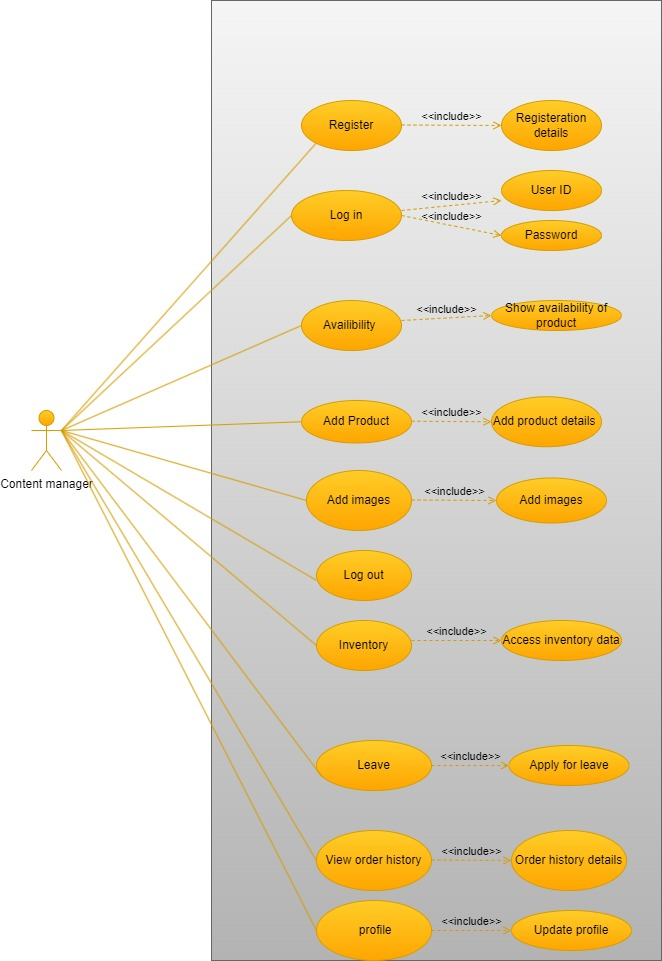 Register
<<include>>
Registeration
details
Log in
<<include>>
User ID
<<include>>
Password
Availibility
<<include>>
Show availability of
product
Add Product
<<include>>
Add product details
Content manager
Add images
<<include>>
Add images
Log out
Inventory
<<include>>
Access inventory data
Leave
<<include>>
Apply for leave
View order history
<<include>>
Order history details
profile
<<include>>
Update profile